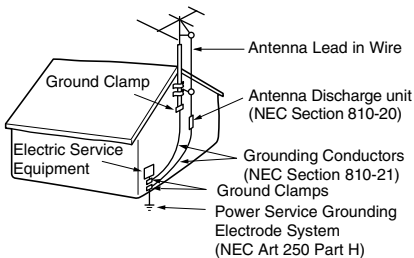 Antenna Lead in Wire
Ground Clamp
Antenna Discharge unit
(NEC Section 810-20)
Electric Service
Equipment
Grounding Conductors
(NEC Section 810-21)
Ground Clamps
Power Service Grounding
Electrode System
(NEC Art 250 Part H)